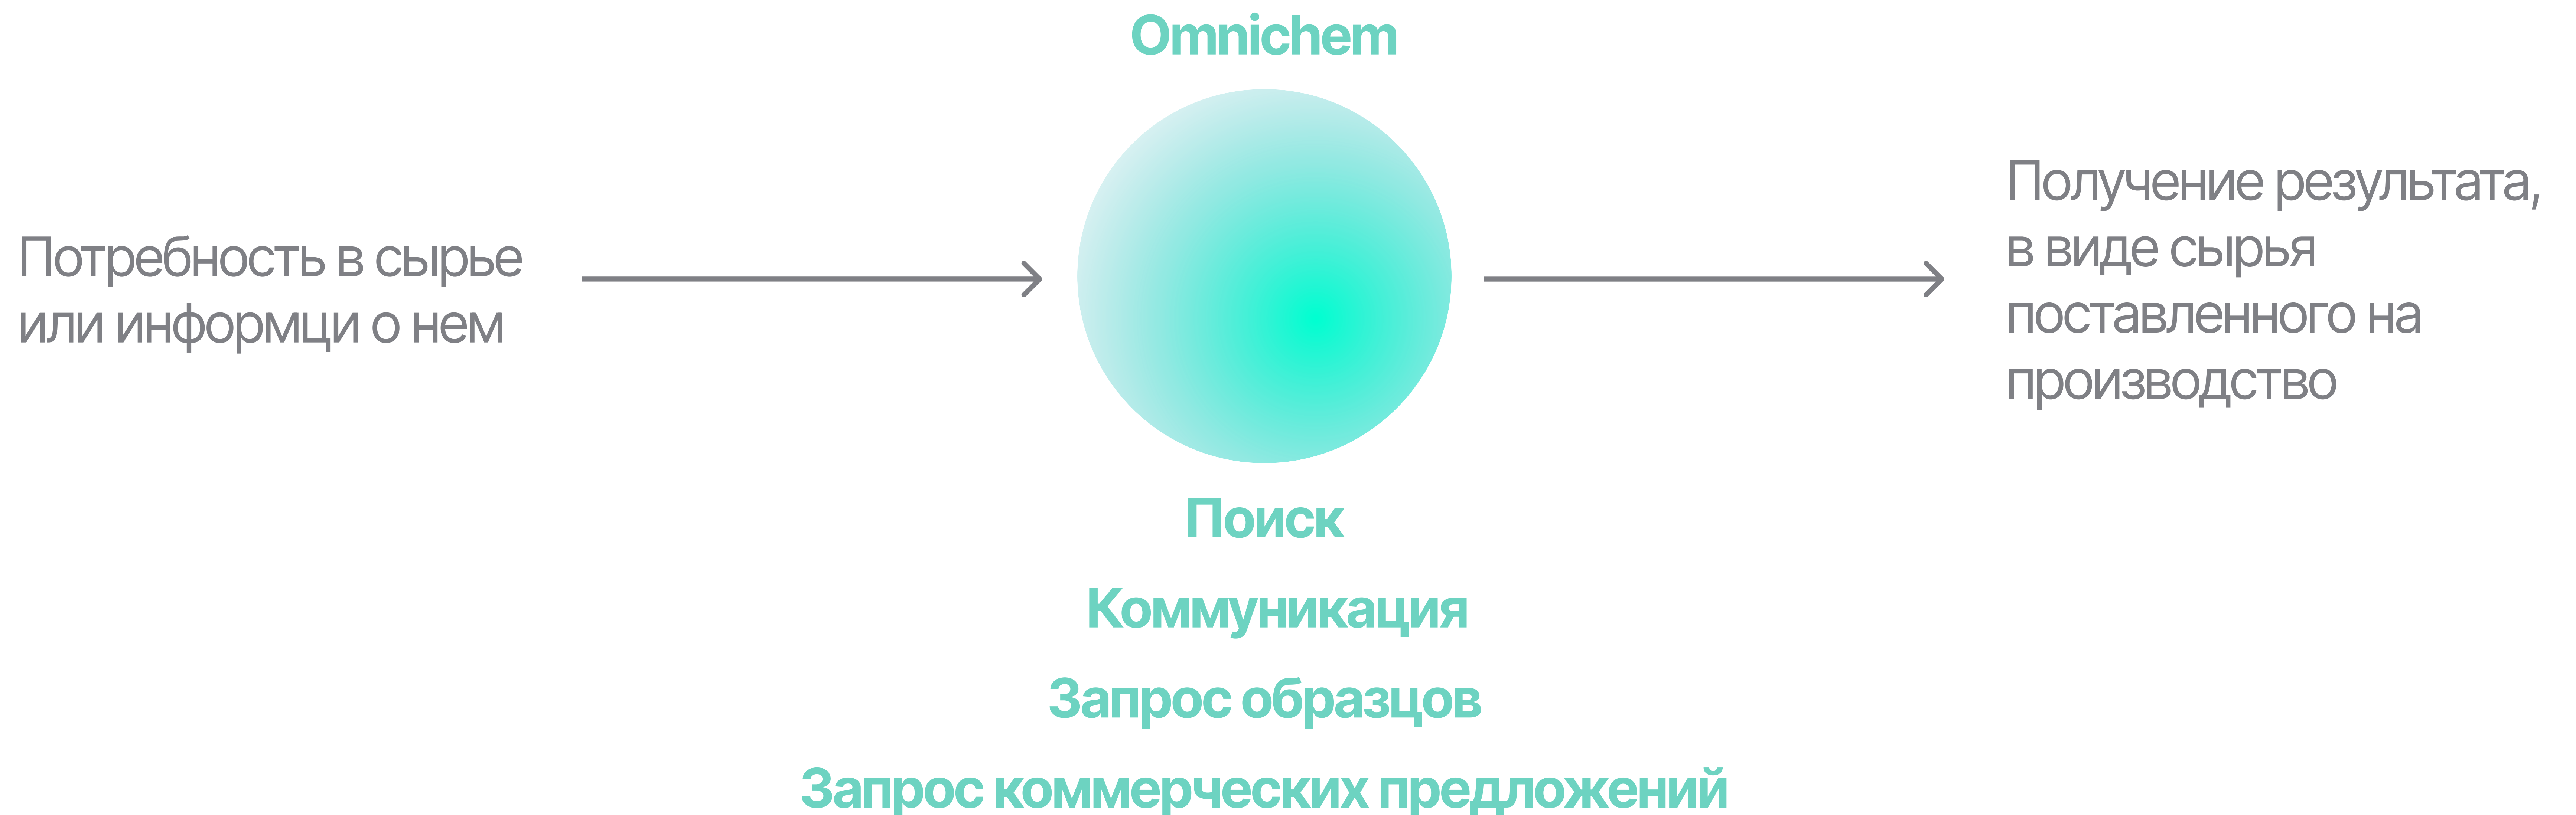 Omnichem
Потребность в сырье
или информци о нем
Получение результата,
в виде сырья
поставленного на
производство
Поиск
Коммуникация
Запрос образцов
Запрос коммерческих предложений